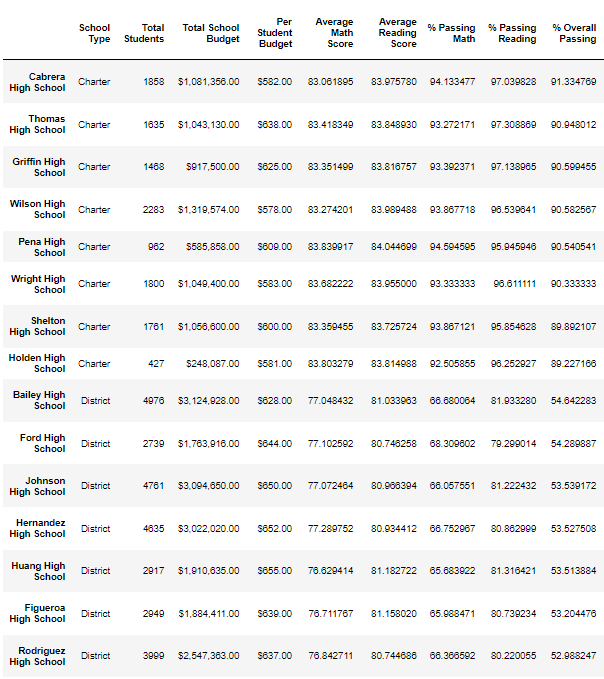 School Type Total Students Total School Budget Per Student Budget Average Math Score Average Reading Score % Passing Math % Passing Reading % Overall Passing
Cabrera High School Charter 1858 $1,081,356.00 $582.00 83.061895 83.975780 94.133477 97.039828 91.334769
Thomas High School Charter 1635 $1,043,130.00 $638.00 83.418349 83.848930 93.272171 97.308869 90.948012
Griffin High School Charter 1468 $917,500.00 $625.00 83.351499 83.816757 93.392371 97.138965 90.599455
Wilson High School Charter 2283 $1,319,574.00 $578.00 83.274201 83.989488 93.867718 96.539641 90.582567
Pena High School Charter 962 $585,858.00 $609.00 83.839917 84.044699 94.594595 95.945946 90.540541
Wright High School Charter 1800 $1,049,400.00 $583.00 83.682222 83.955000 93.333333 96.611111 90.333333
Shelton High School Charter 1761 $1,056,600.00 $600.00 83.359455 83.725724 93.867121 95.854628 89.892107
Holden High School Charter 427 $248,087.00 $581.00 83.803279 83.814988 92.505855 96.252927 89.227166
Bailey High School District 4976 $3,124,928.00 $628.00 77.048432 81.033963 66.680064 81.933280 54.642283
Ford High School District 2739 $1,763,916.00 $644.00 77.102592 80.746258 68.309602 79.299014 54.289887
Johnson High School District 4761 $3,094,650.00 $650.00 77.072464 80.966394 66.057551 81.222432 53.539172
Hernandez High School District 4635 $3,022,020.00 $652.00 77.289752 80.934412 66.752967 80.862999 53.527508
Huang High School District 2917 $1,910,635.00 $655.00 76.629414 81.182722 65.683922 81.316421 53.513884
Figueroa High School District 2949 $1,884,411.00 $639.00 76.711767 81.158020 65.988471 80.739234 53.204476
Rodriguez High School District 3999 $2,547,363.00 $637.00 76.842711 80.744686 66.366592 80.220055 52.988247